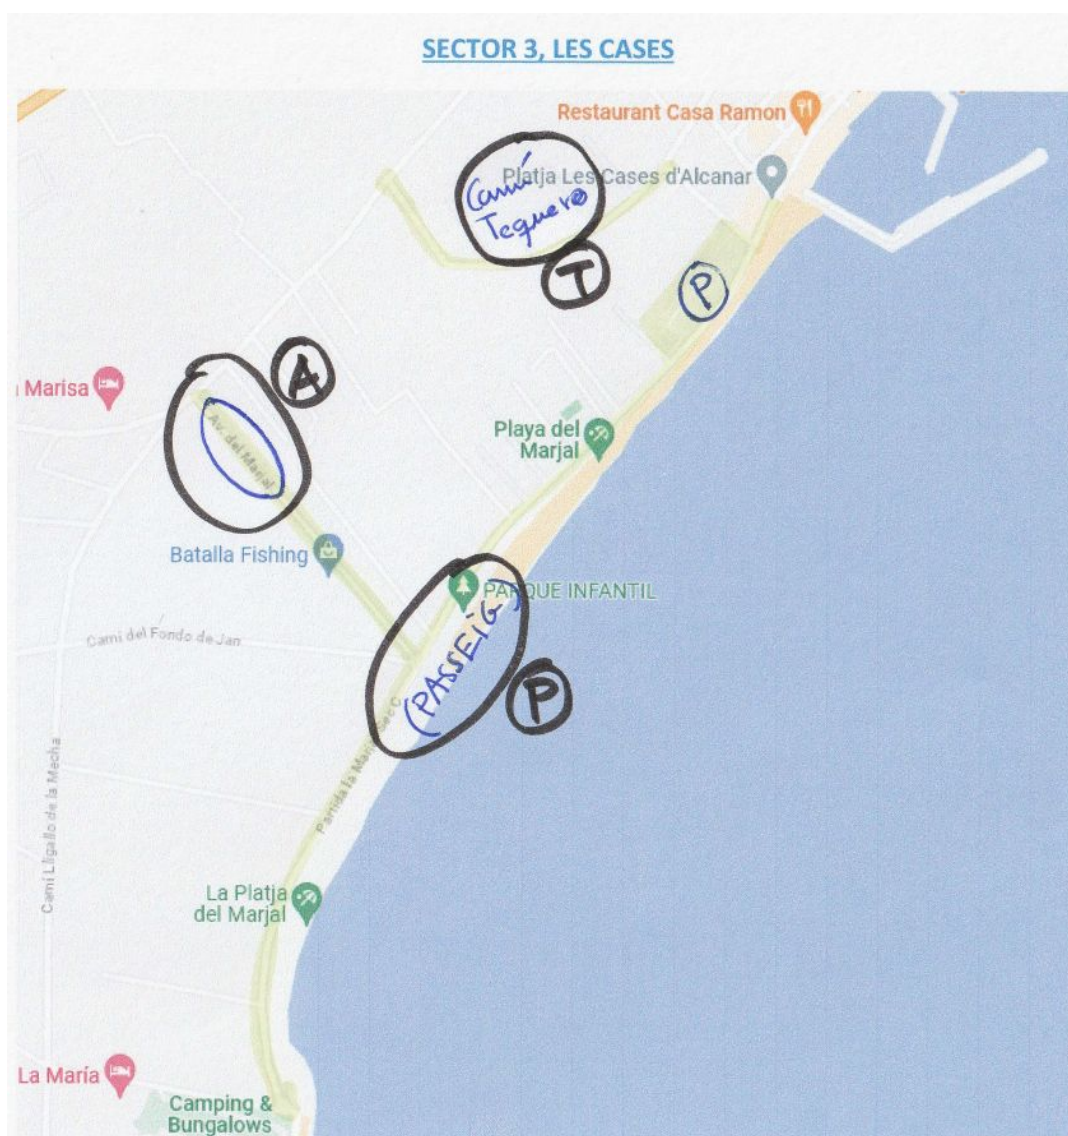 SECTOR 3, LES CASES
Restaurant Casa Ramon
Platja Les Cases d'Alcanar
Camí
Teguero
T
P
A
Marisa
Av. del Marjal
Playa del
Marjal
Batalla Fishing
PARQUE INFANTIL
(PASSEIG)
P
Camí del Fondo de Jan
Partida la Marjal Sec C
Camí Lligallo de la Mecha
La Platja
del Marjal
La María
Camping &
Bungalows